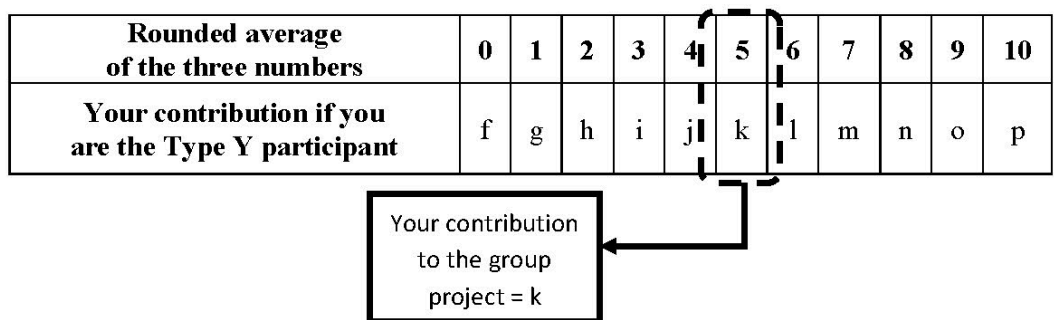 Rounded average
of the three numbers
0 1 2 3 4 5 6 7 8 9 10
Your contribution if you
are the Type Y participant
f g h i j k l m n o p
Your contribution
to the group
project = k